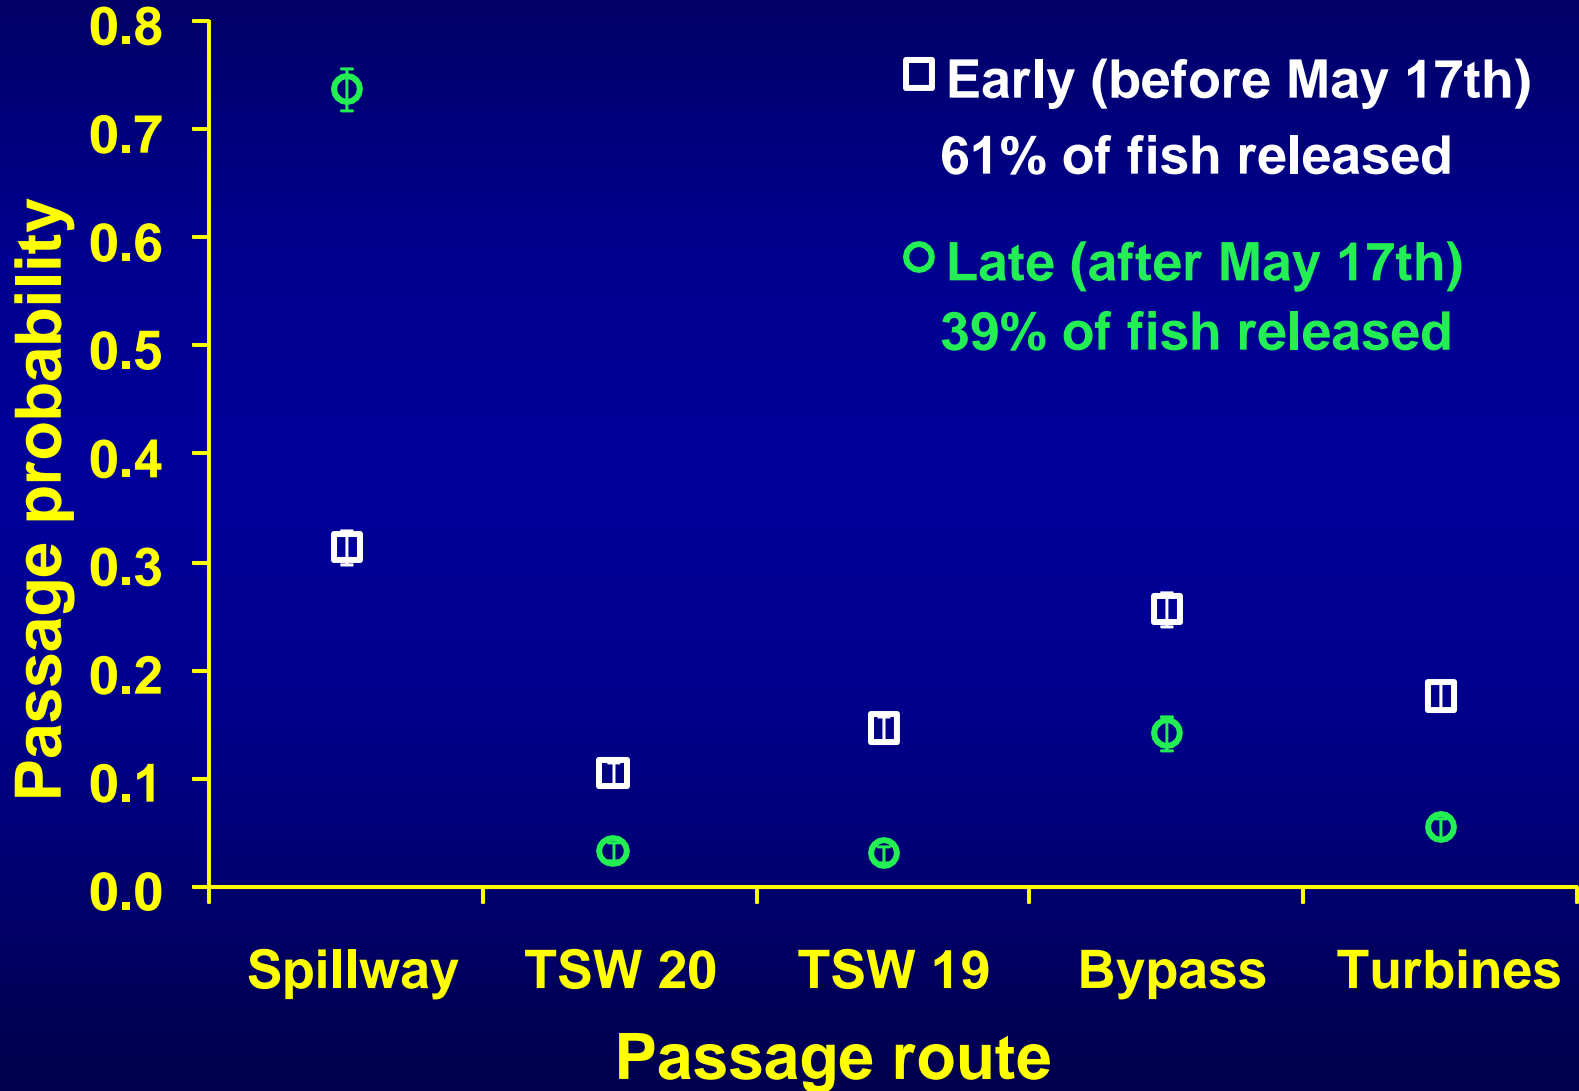 0.8
0.7
0.6
0.5
0.4
0.3
0.2
0.1
0.0
Passage probability
Early (before May 17th)
61% of fish released
Late (after May 17th)
39% of fish released
Spillway TSW 20 TSW 19 Bypass Turbines
Passage route